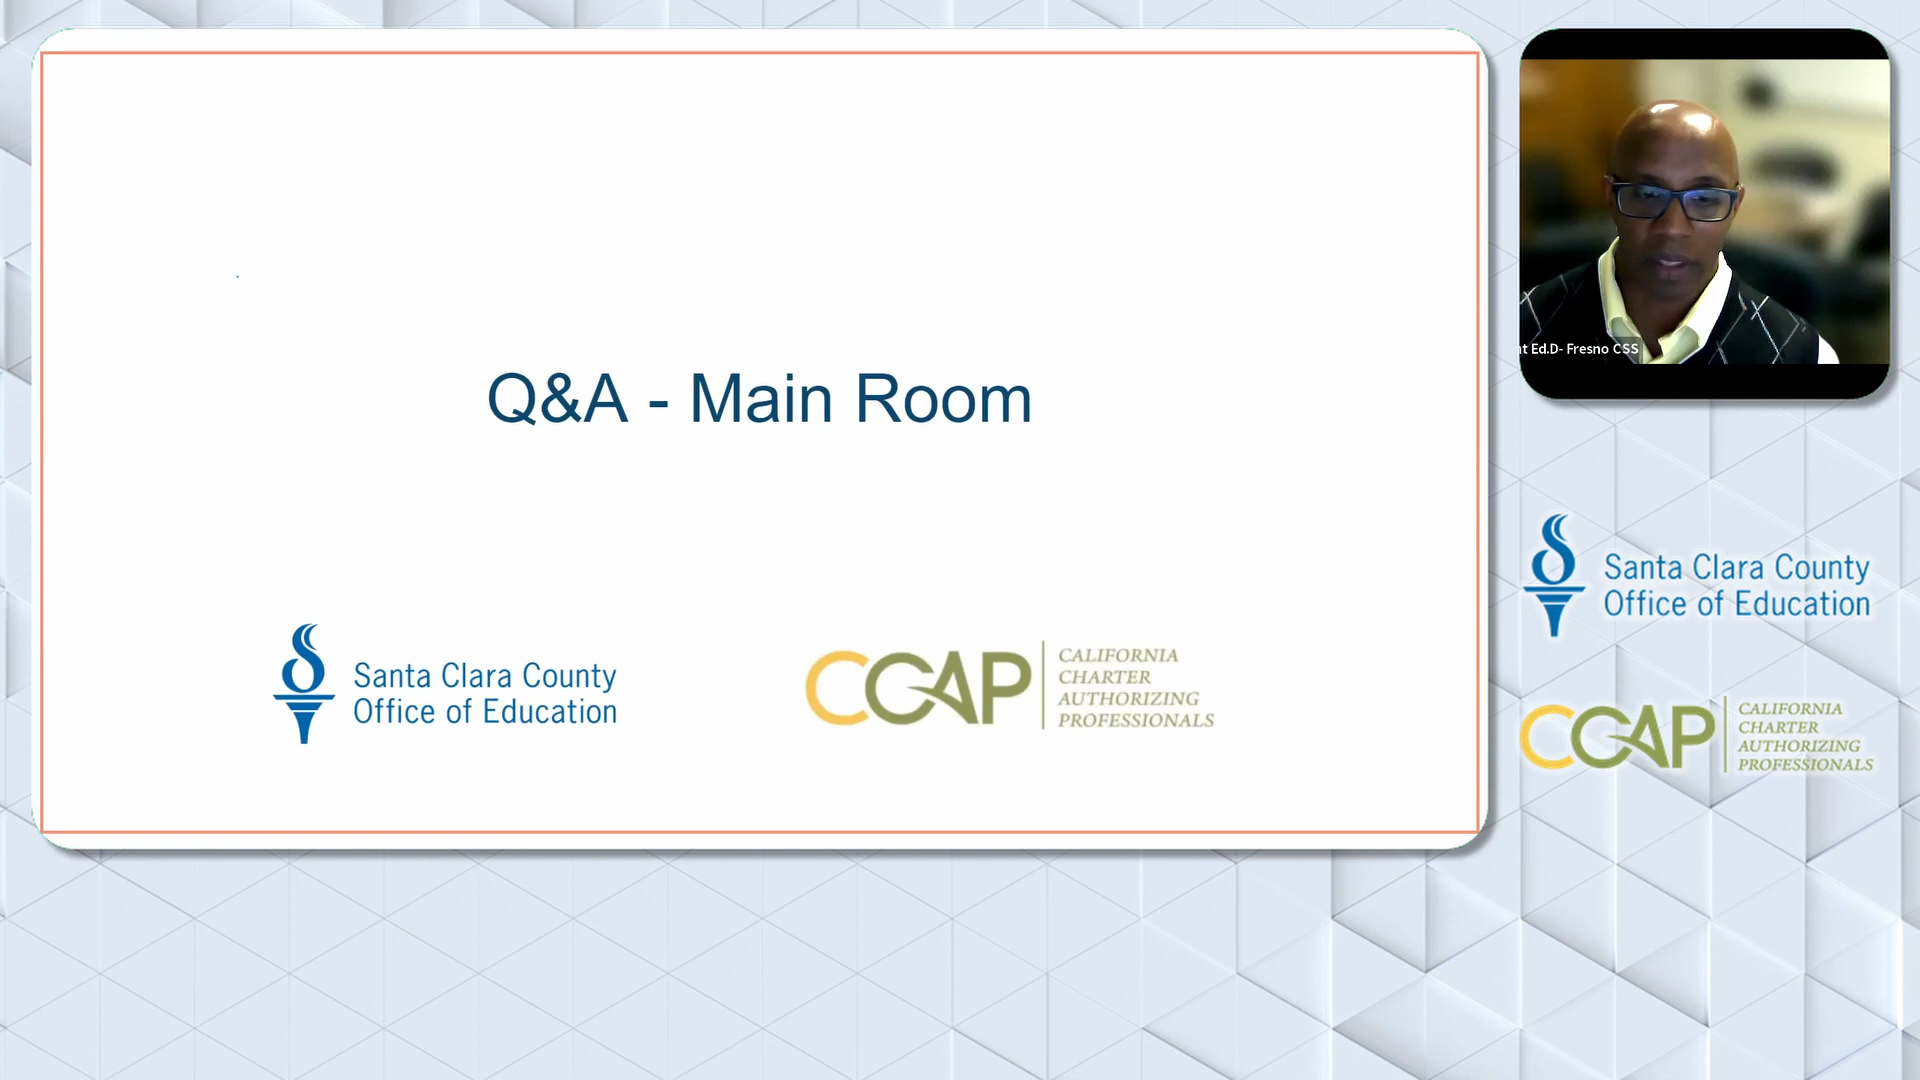 Q&A - Main Room
Santa Clara County
Office of Education
CCAP
CALIFORNIA
CHARTER
AUTHORIZING
PROFESSIONALS
Ed.D- Fresno CSS
Santa Clara County
Office of Education
CCAP
CALIFORNIA
CHARTER
AUTHORIZING
PROFESSIONALS